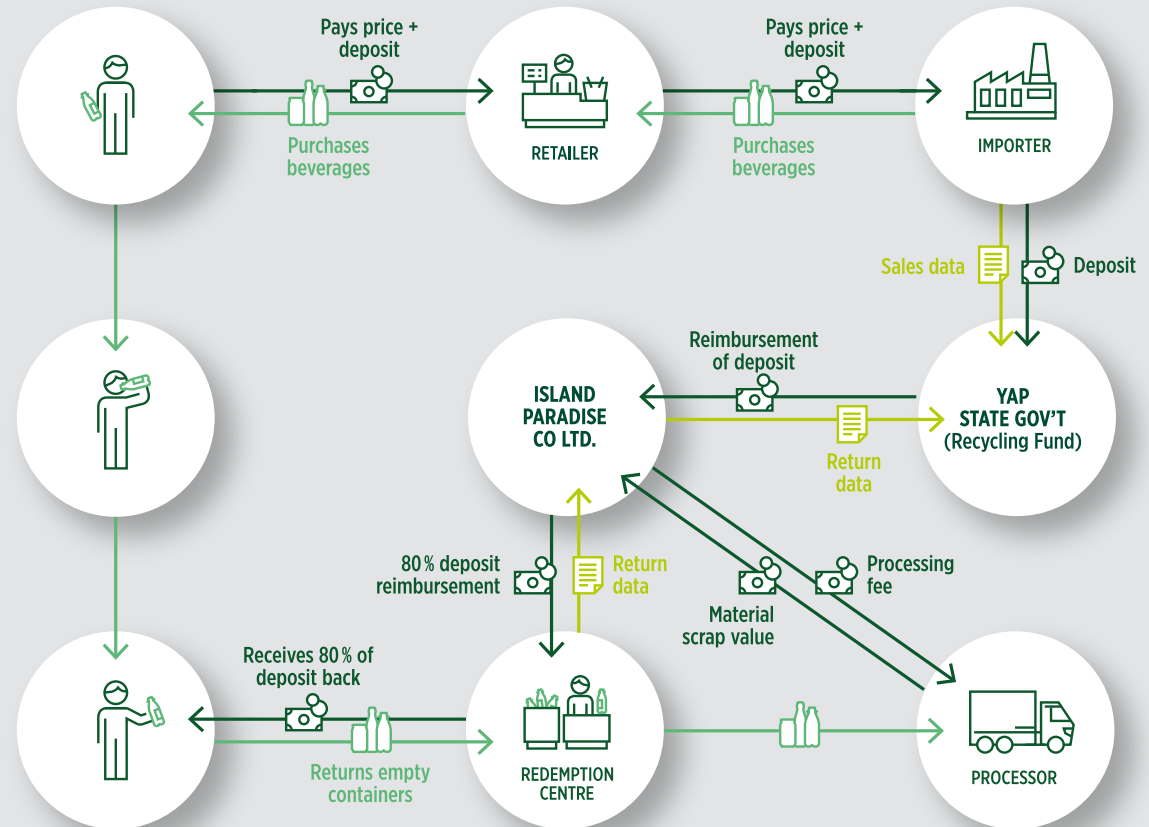 Pays price +
deposit
Purchases
beverages
RETAILER
Pays price +
deposit
Purchases
beverages
IMPORTER
Sales data
Deposit
Reimbursement
of deposit
ISLAND
PARADISE
CO LTD.
YAP
STATE GOV'T
(Recycling Fund)
Return
data
80% deposit
reimbursement
Return
data
Processing
fee
Material
scrap value
Receives 80% of
deposit back
Returns empty
containers
REDEMPTION
CENTRE
PROCESSOR